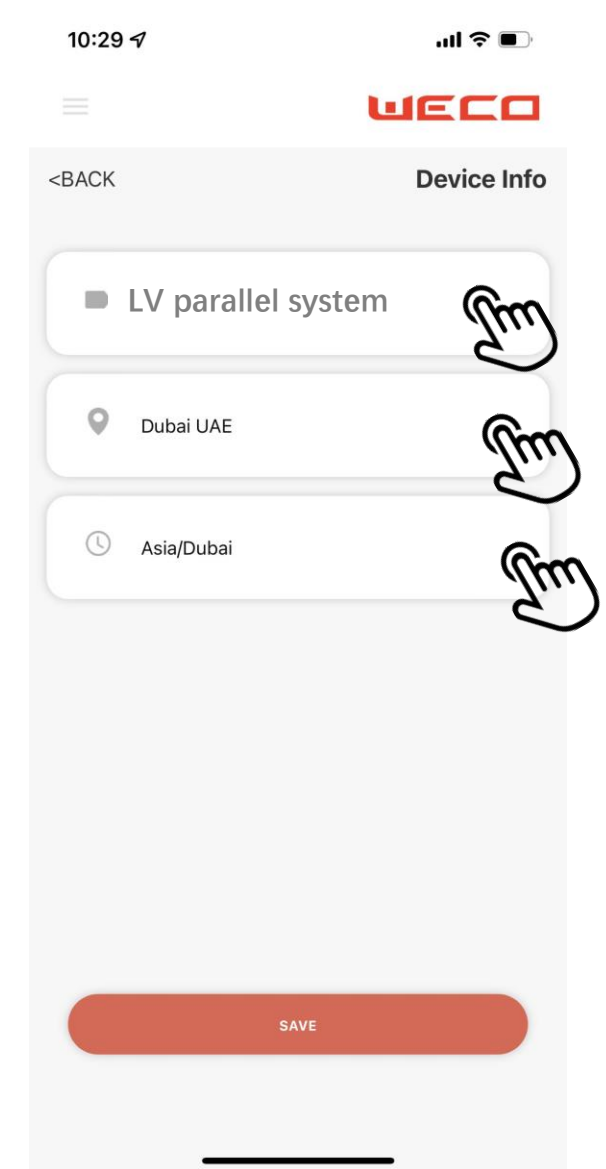 10:29
WECO
<BACK
Device Info
LV parallel system
Dubai UAE
Asia/Dubai
SAVE